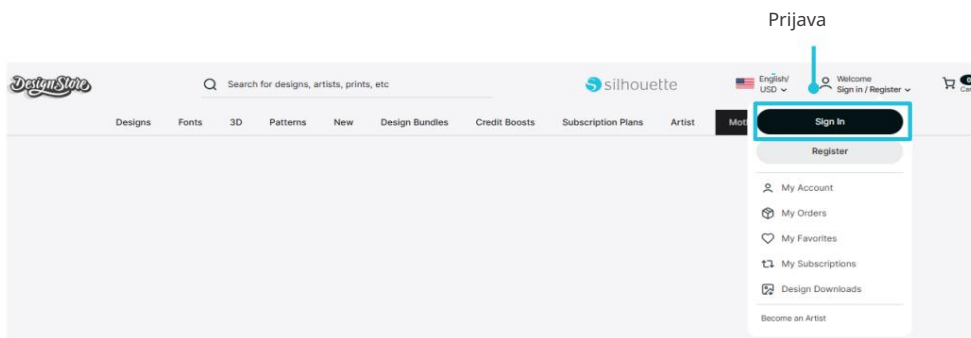 Prijava
DesignStore
Search for designs, artists, prints, etc
silhouette
English/
USD
Welcome
Sign in / Register
0
Designs Fonts 3D Patterns New Design Bundles Credit Boosts Subscription Plans Artist
Sign In
Register
My Account
My Orders
My Favorites
My Subscriptions
Design Downloads
Become an Artist